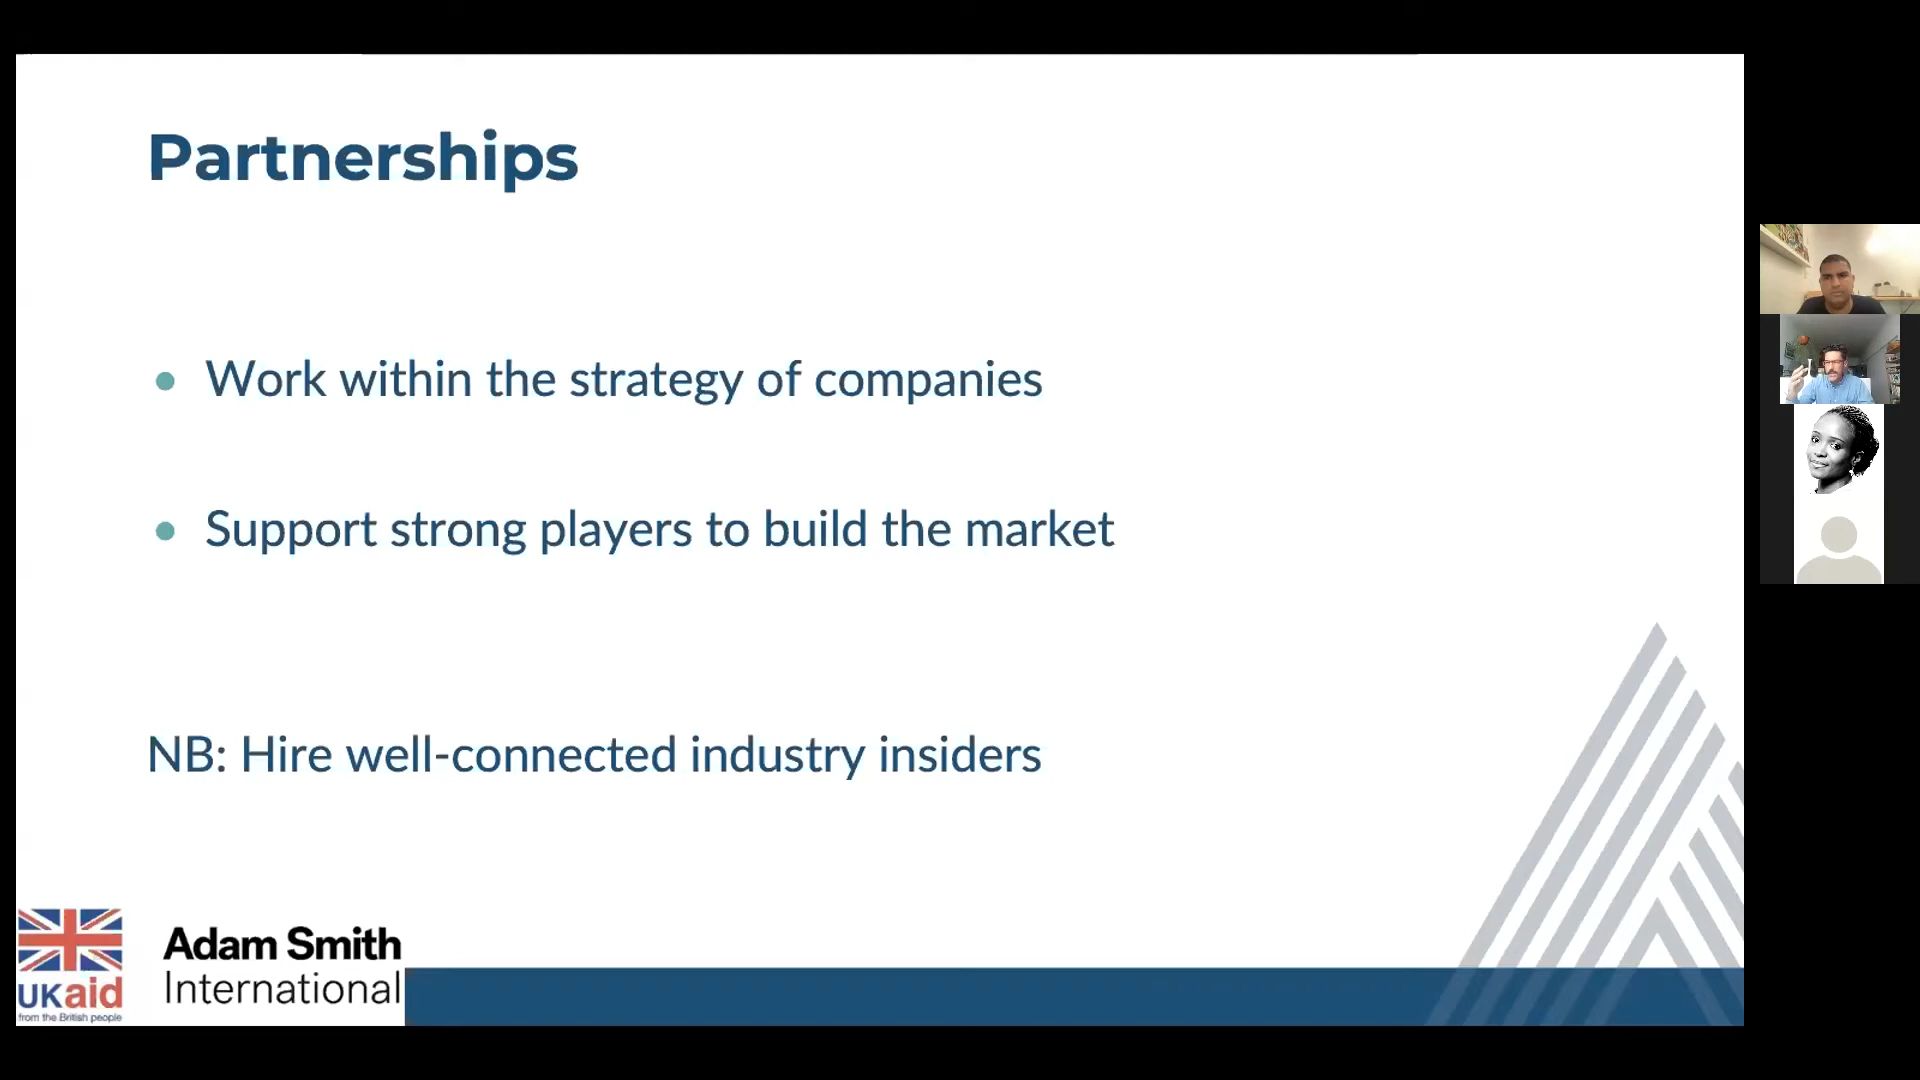 Partnerships
• Work within the strategy of companies
• Support strong players to build the market
NB: Hire well-connected industry insiders
UKaid
from the British people
Adam Smith
International